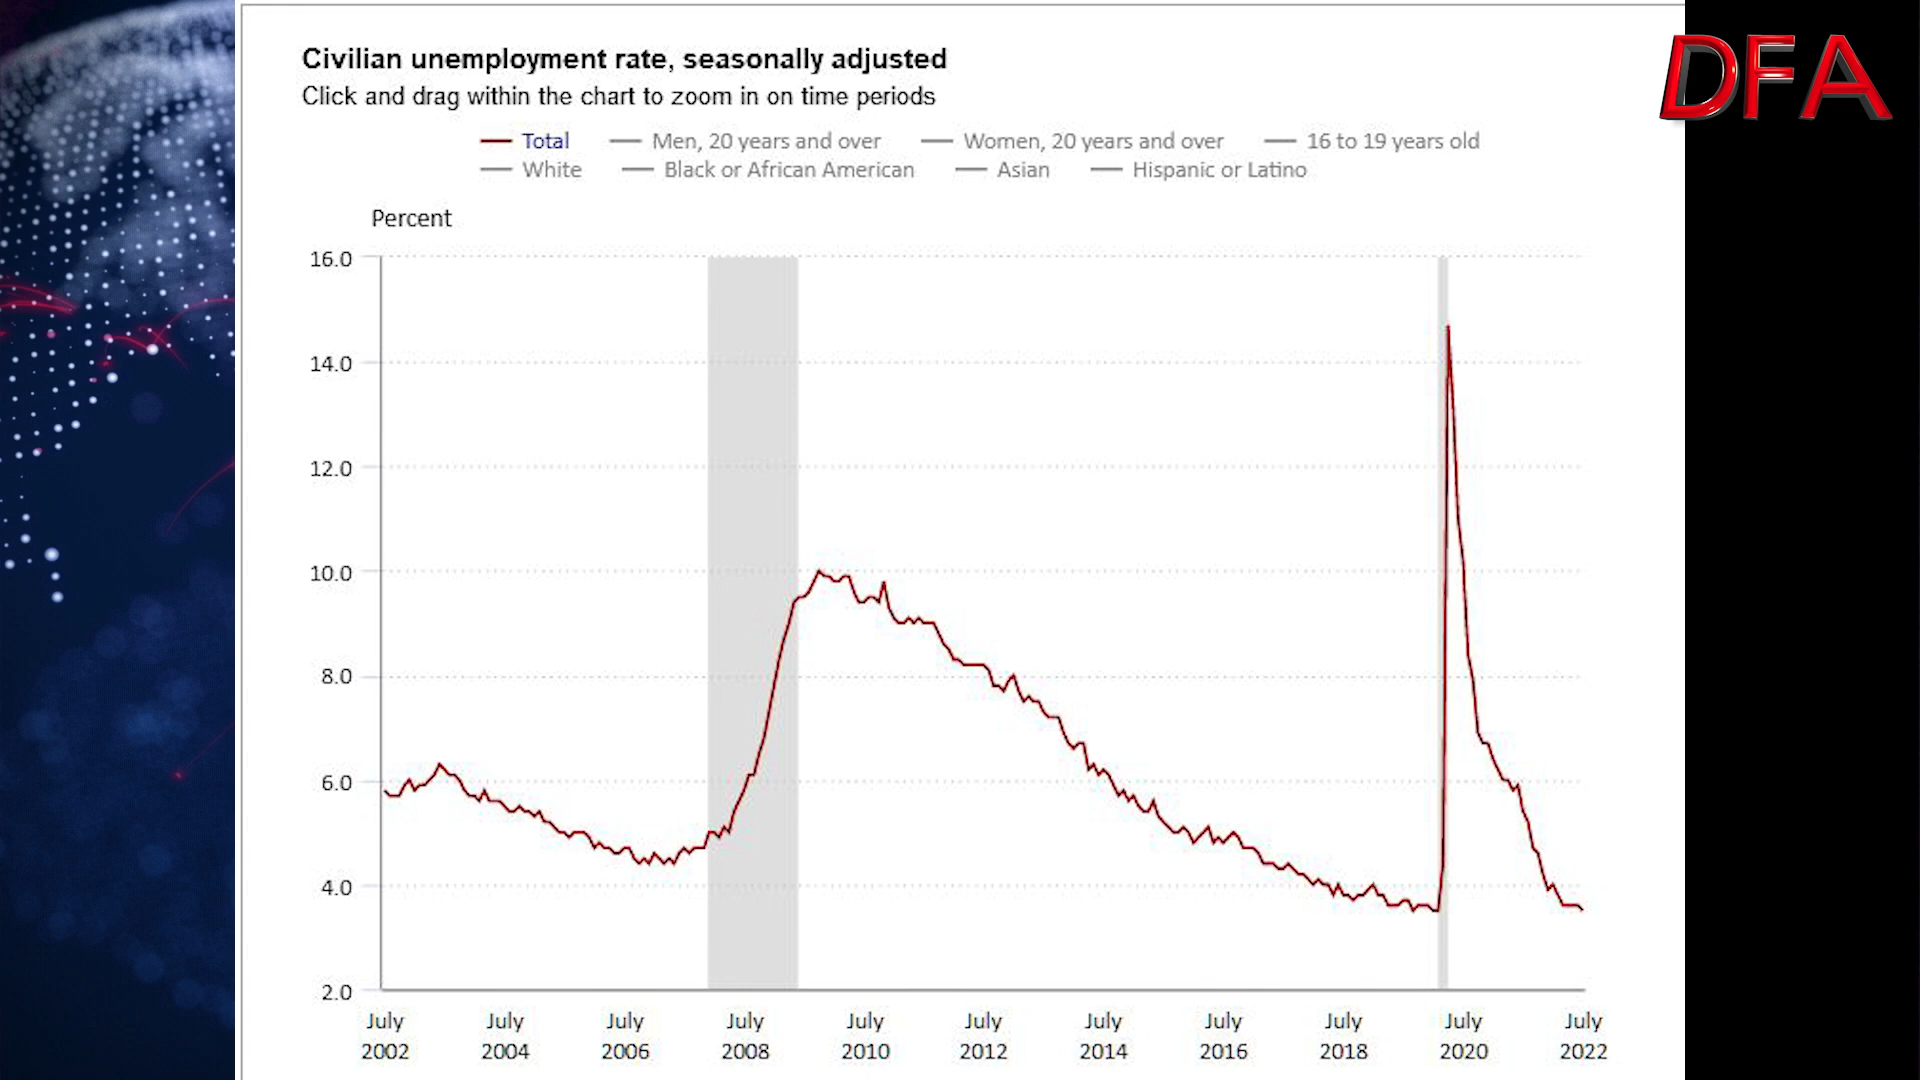 DFA
Civilian unemployment rate, seasonally adjusted
Click and drag within the chart to zoom in on time periods
Total Men, 20 years and over Women, 20 years and over 16 to 19 years old
White Black or African American Asian Hispanic or Latino
Percent
16.0
14.0
12.0
10.0
8.0
6.0
4.0
2.0
July July July July July July July July July July July
2002 2004 2006 2008 2010 2012 2014 2016 2018 2020 2022